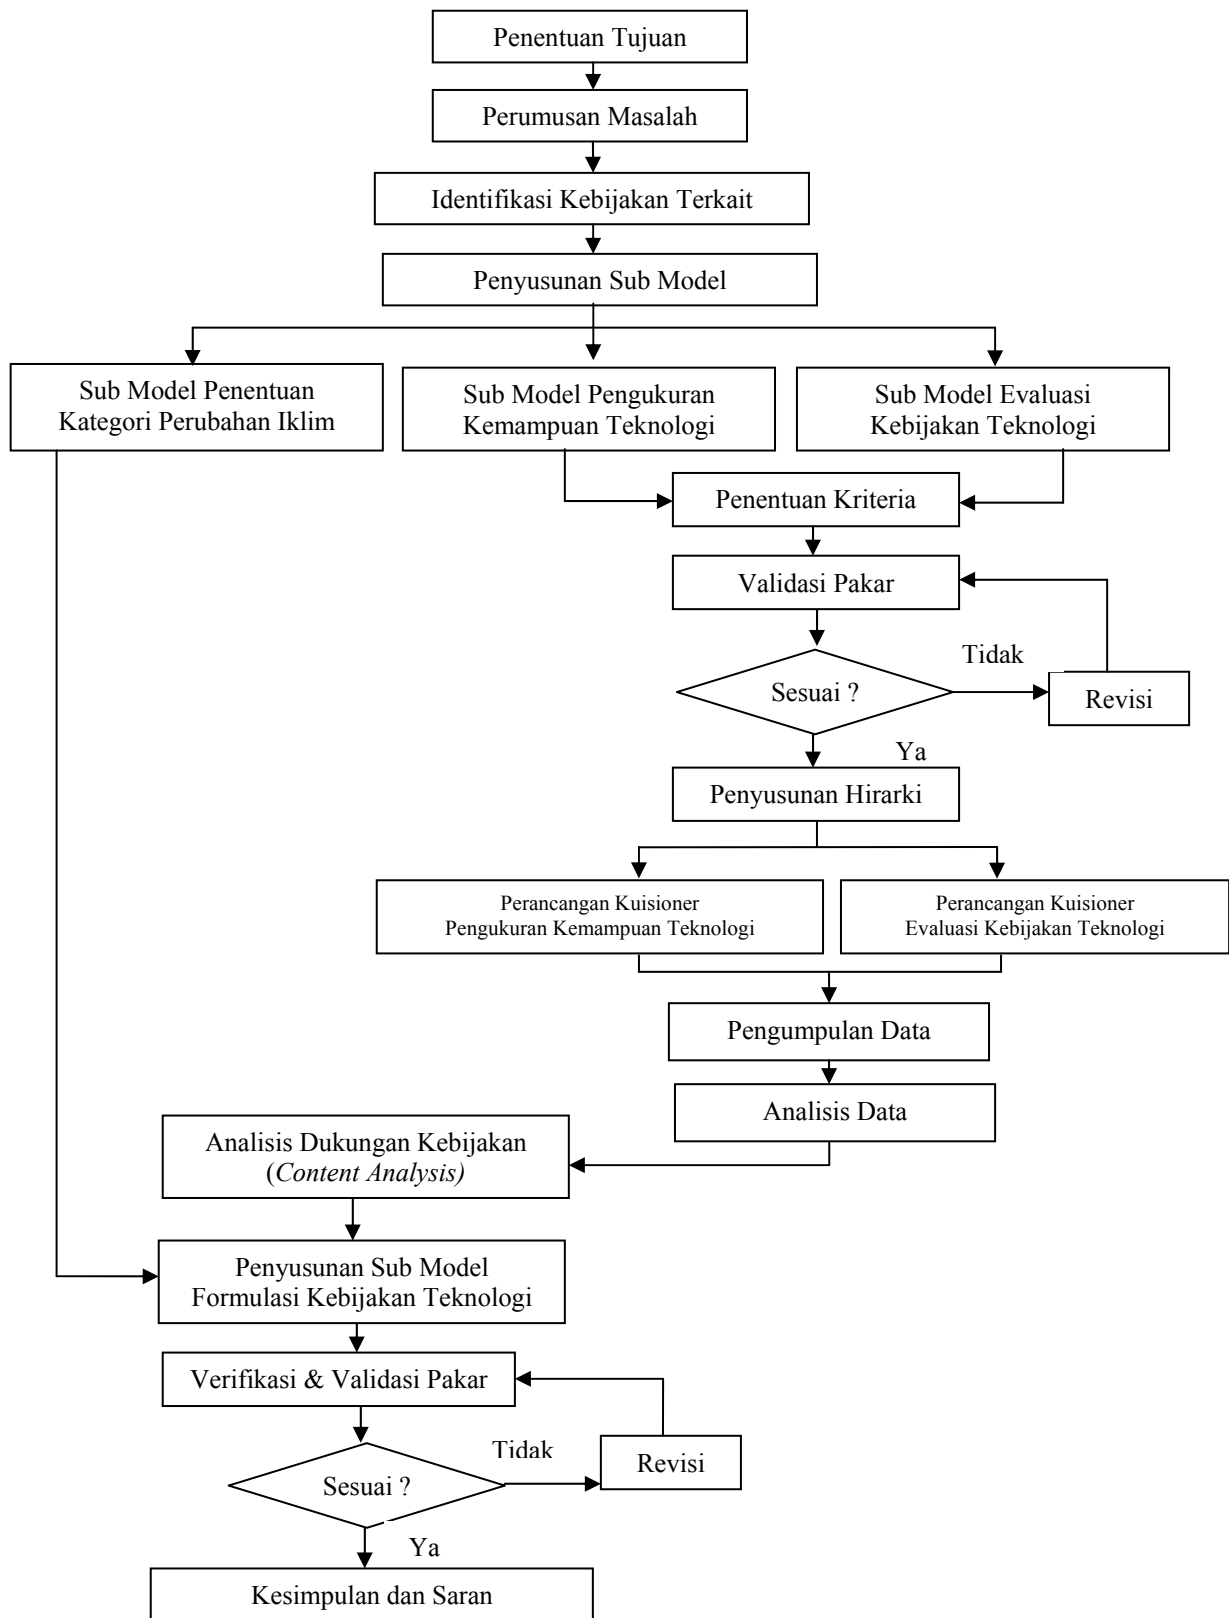 Penentuan Tujuan
Perumusan Masalah
Identifikasi Kebijakan Terkait
Penyusunan Sub Model
Sub Model Penentuan
Kategori Perubahan Iklim
Sub Model Pengukuran
Kemampuan Teknologi
Sub Model Evaluasi
Kebijakan Teknologi
Penentuan Kriteria
Validasi Pakar
Tidak
Sesuai ?
Revisi
Ya
Penyusunan Hirarki
Perancangan Kuisioner
Pengukuran Kemampuan Teknologi
Perancangan Kuisioner
Evaluasi Kebijakan Teknologi
Pengumpulan Data
Analisis Data
Analisis Dukungan Kebijakan
(Content Analysis)
Penyusunan Sub Model
Formulasi Kebijakan Teknologi
Verifikasi & Validasi Pakar
Tidak
Revisi
Sesuai ?
Ya
Kesimpulan dan Saran